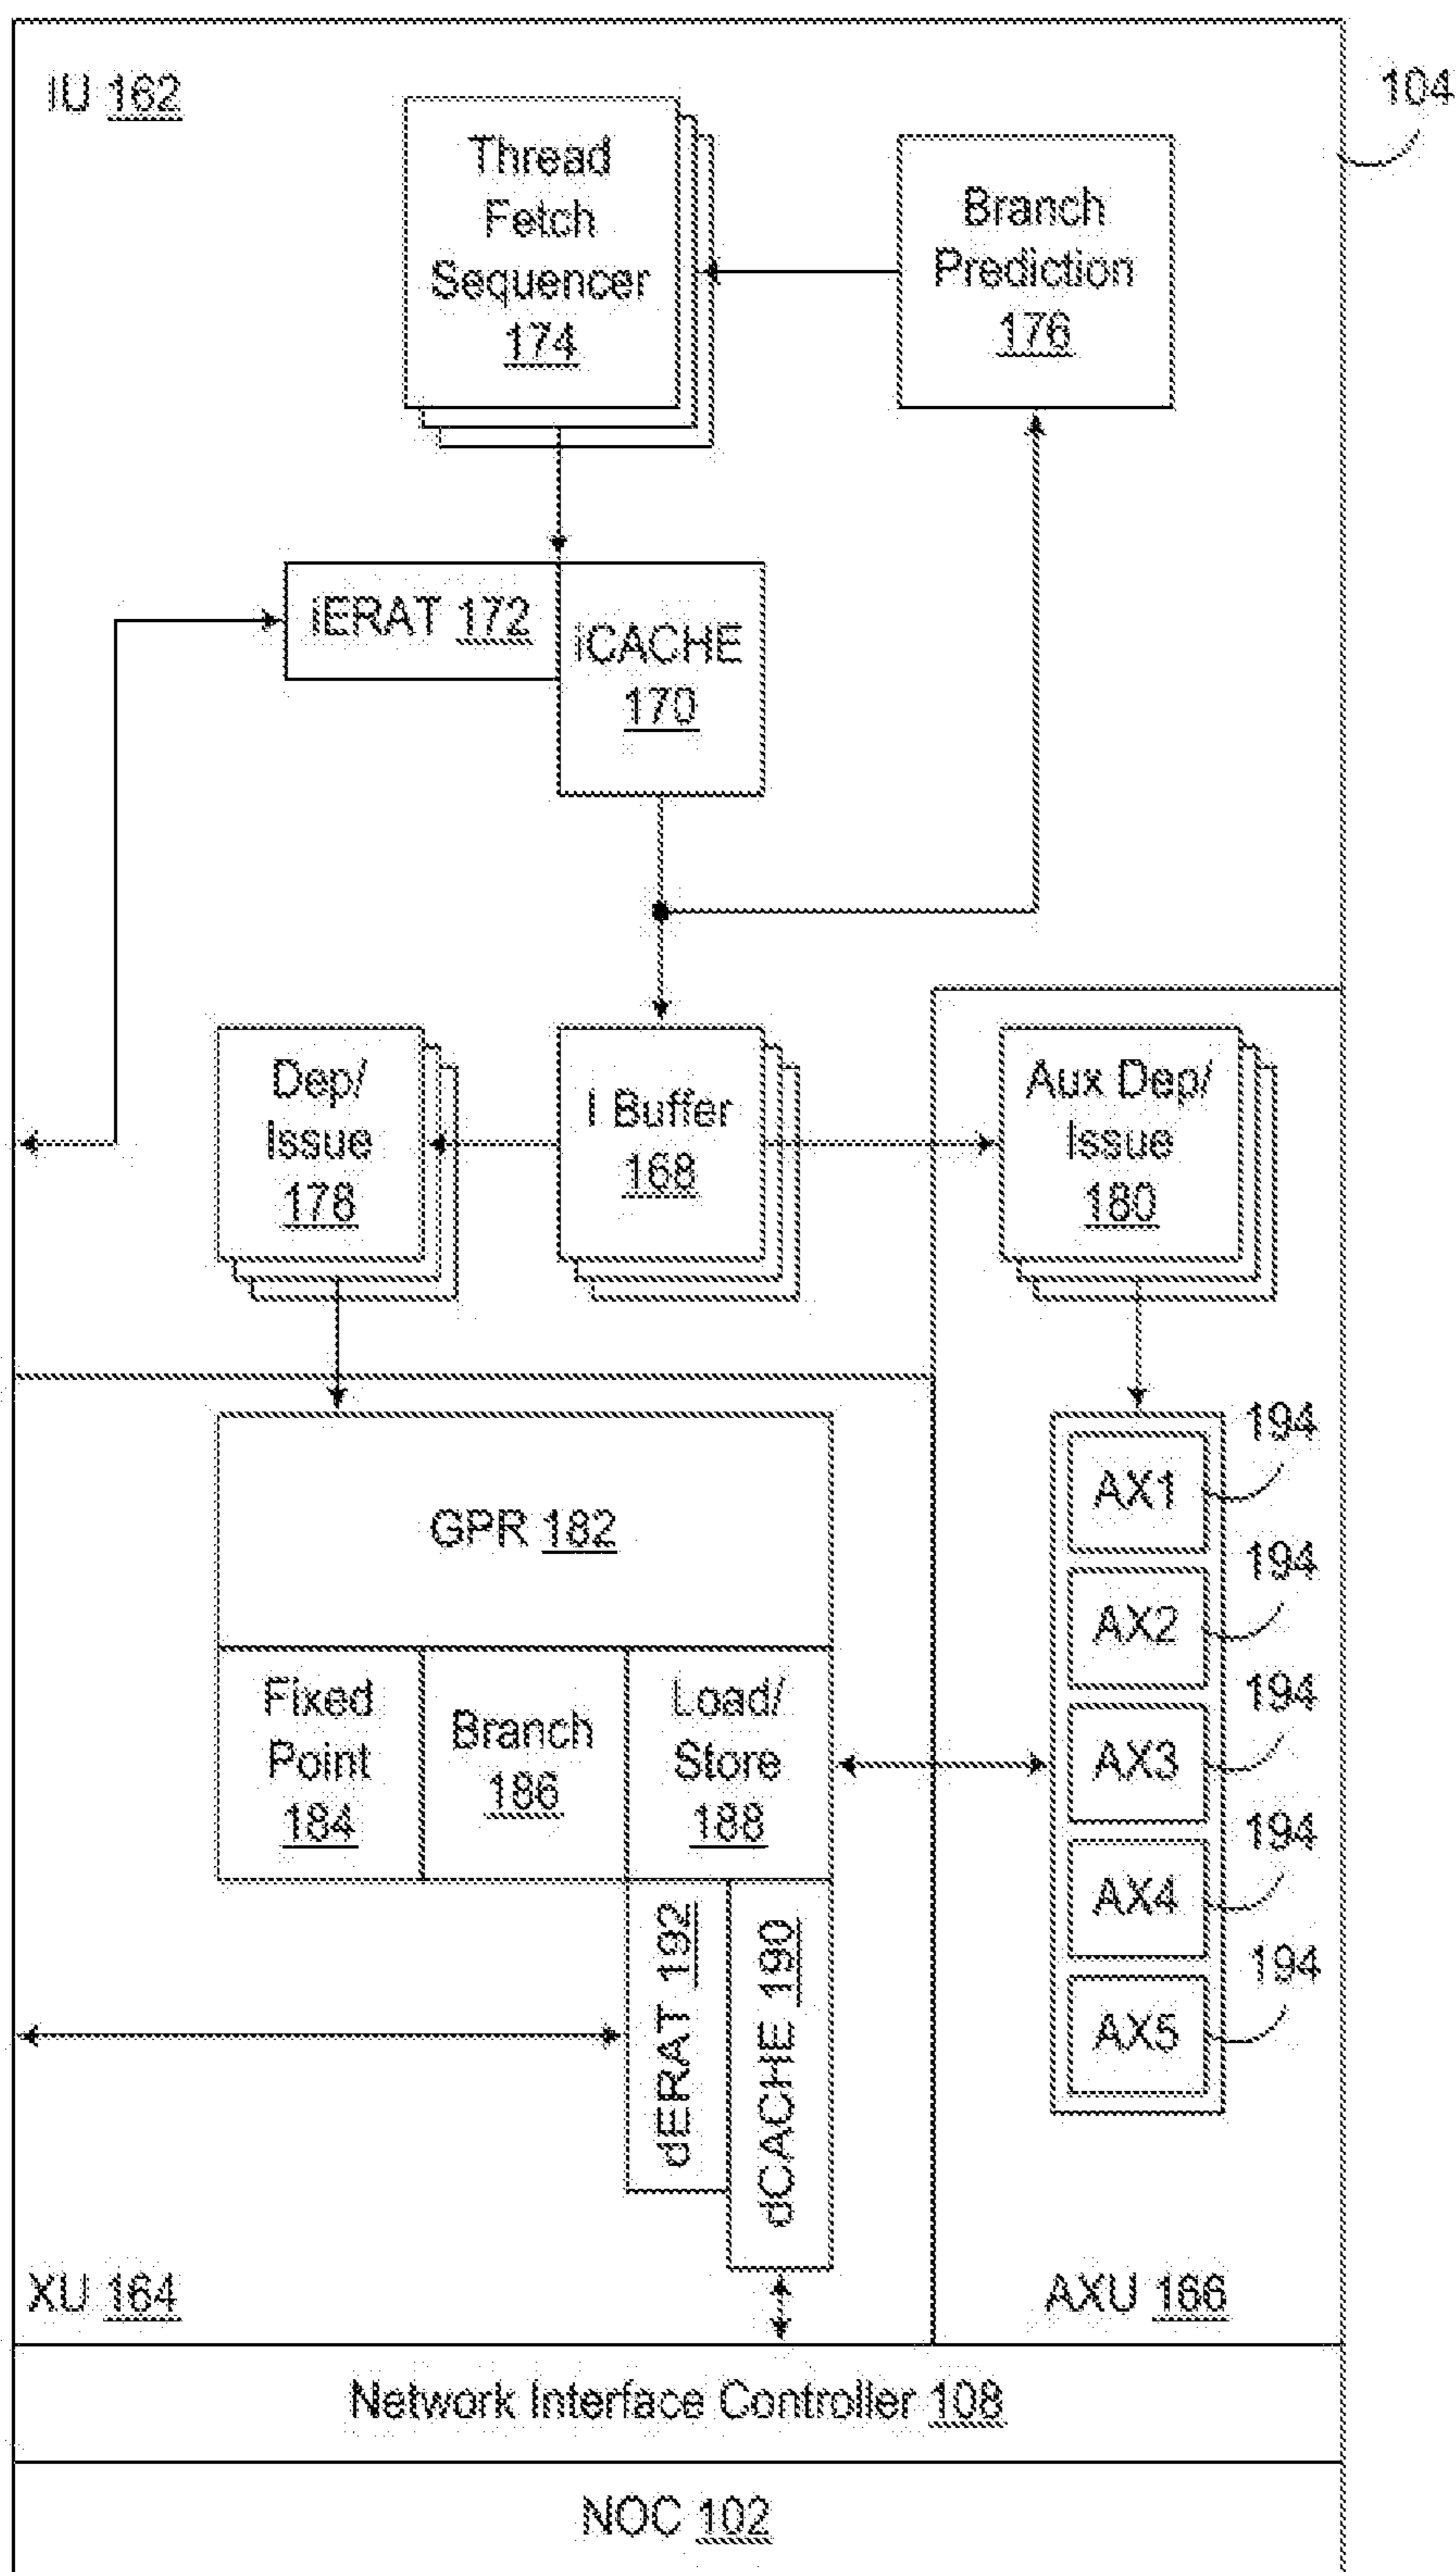 IU 162
104
Thread
Fetch
Sequencer
174
Branch
Prediction
176
iERAT 172
iCACHE
170
Dep/
Issue
178
I Buffer
168
Aux Dep/
Issue
180
GPR 182
Fixed
Point
184
Branch
186
Load/
Store
188
dERAT 192
dCACHE 190
194
AX1
194
AX2
194
AX3
194
AX4
194
AX5
XU 164
AXU 166
Network Interface Controller 108
NOC 102